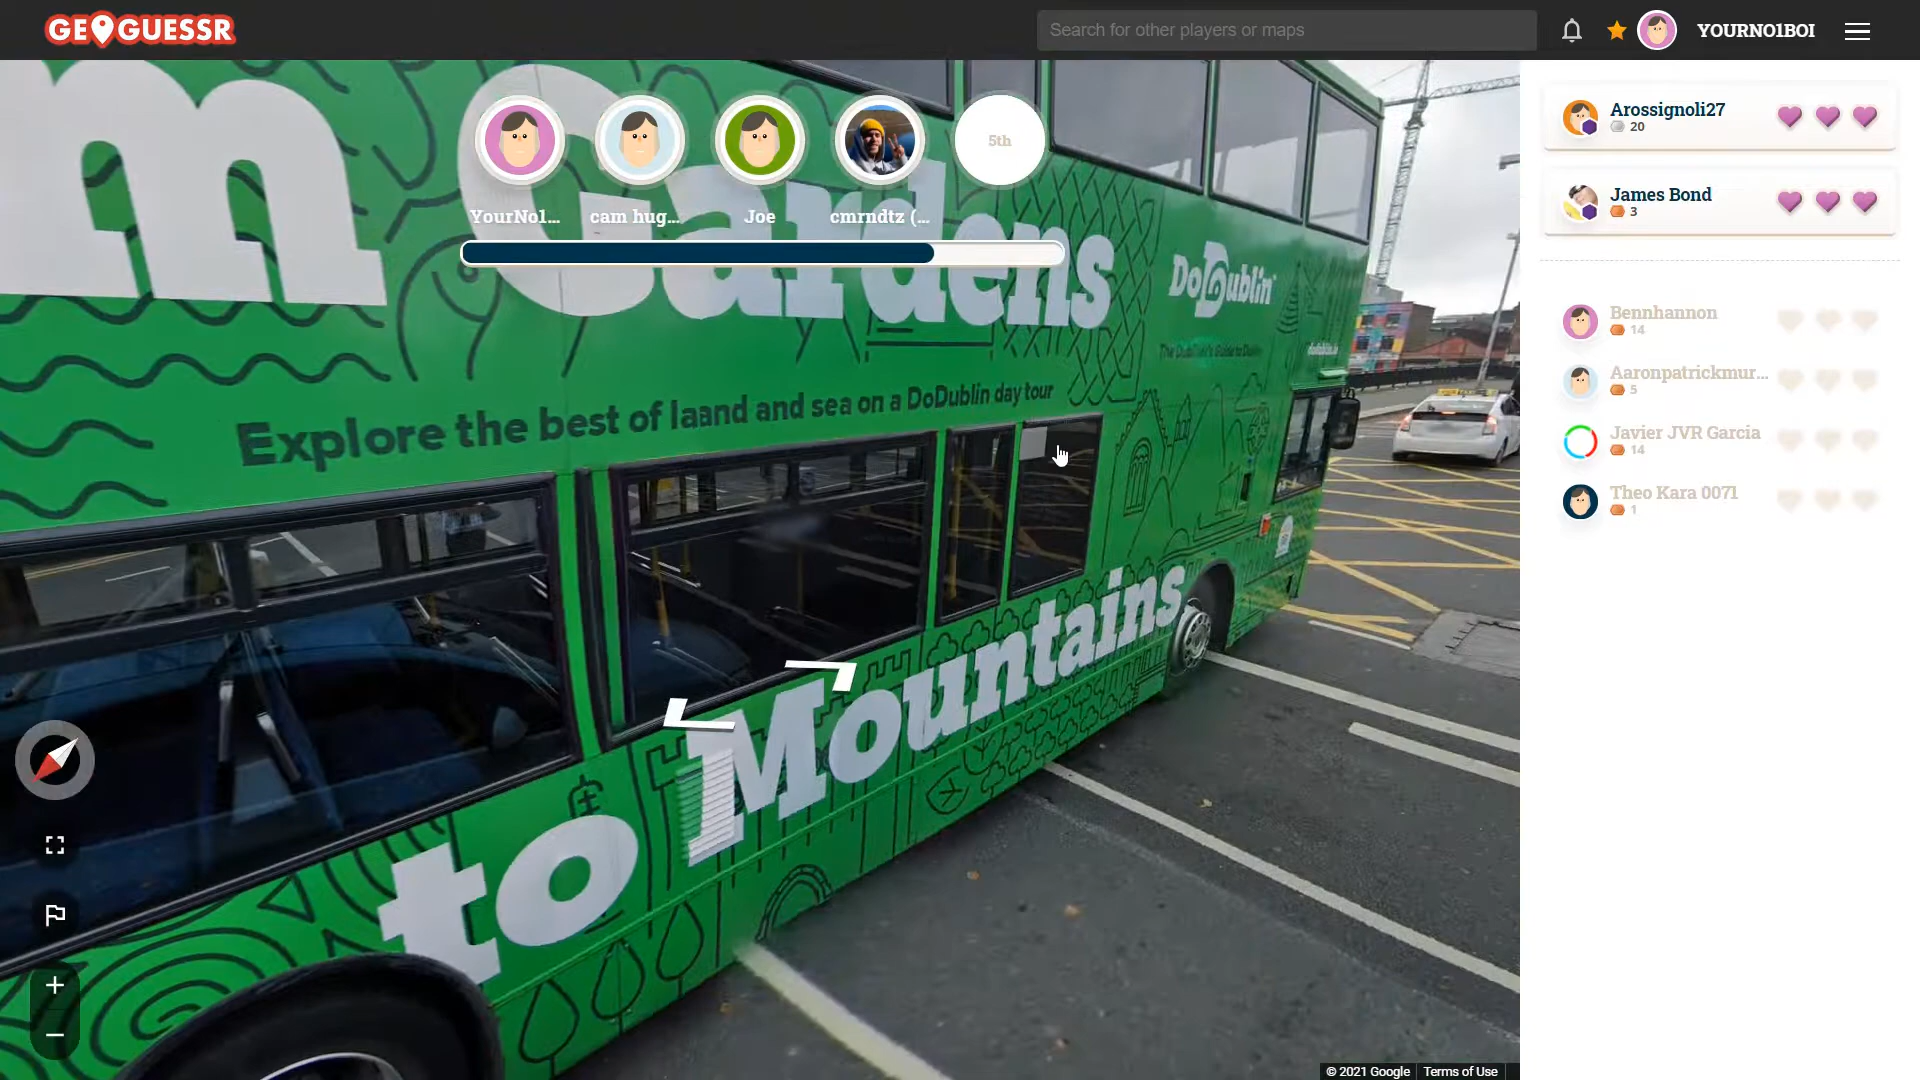 GEOGUESSR
Search for other players or maps
YOURNO1BOI
5th
YourNo1...
cam hug...
Joe
cmrndtz (...
m Gardens
DoDublin
Explore the best of laand and sea on a DoDublin day tour
to Mountains
Arossignoli27
20
James Bond
3
Bennhannon
14
Aaronpatrickmur...
5
Javier JVR Garcia
14
Theo Kara 0071
1
© 2021 Google
Terms of Use